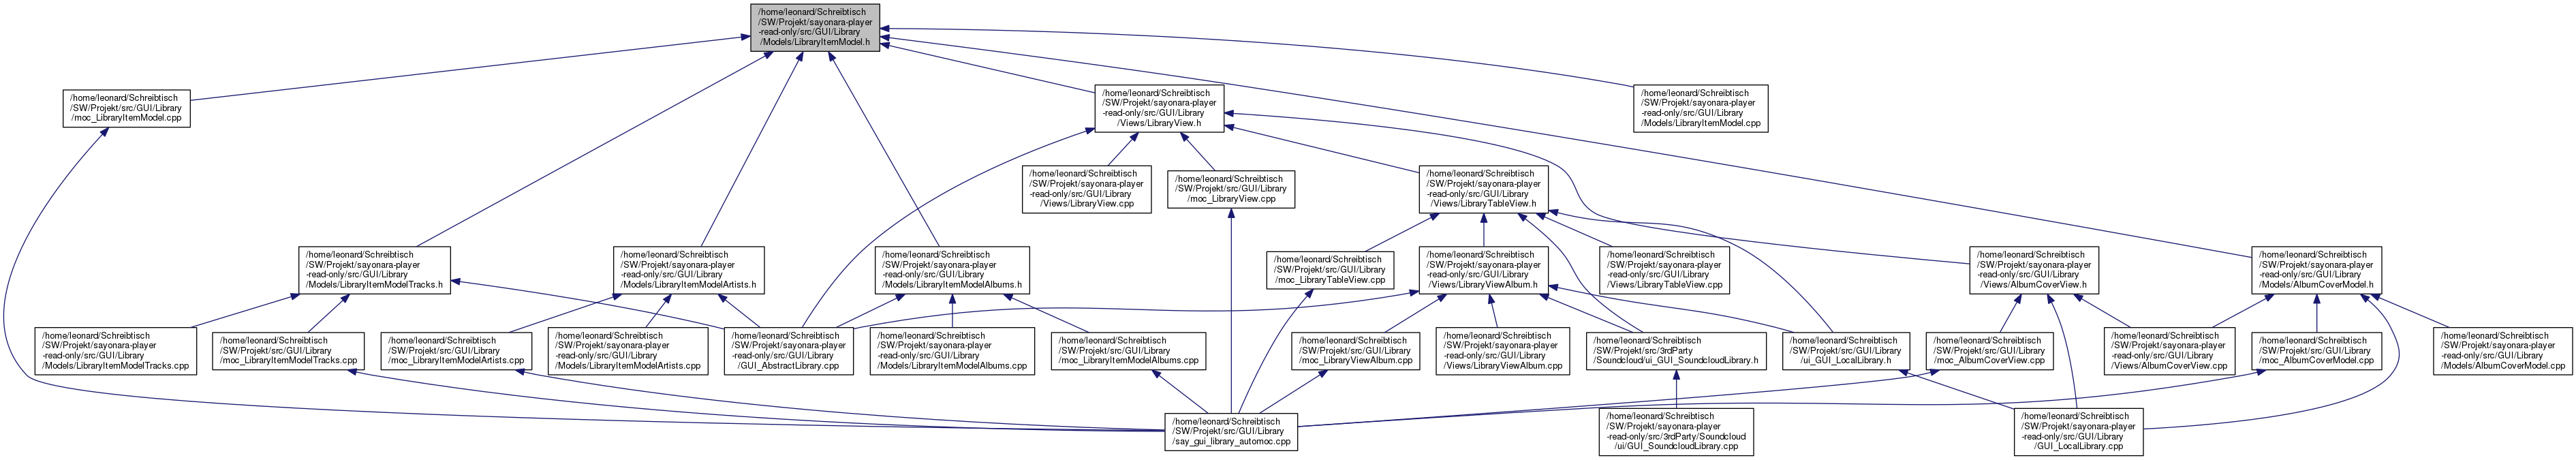 /home/leonard/Schreibtisch
/SW/Projekt/sayonara-player
-read-only/src/GUI/Library
/Models/LibraryItemModel.h
/home/leonard/Schreibtisch
/SW/Projekt/src/GUI/Library
/moc_LibraryItemModel.cpp
/home/leonard/Schreibtisch
/SW/Projekt/sayonara-player
-read-only/src/GUI/Library
/Views/LibraryView.h
/home/leonard/Schreibtisch
/SW/Projekt/sayonara-player
-read-only/src/GUI/Library
/Models/LibraryItemModel.cpp
/home/leonard/Schreibtisch
/SW/Projekt/sayonara-player
-read-only/src/GUI/Library
/Views/LibraryView.cpp
/home/leonard/Schreibtisch
/SW/Projekt/src/GUI/Library
/moc_LibraryView.cpp
/home/leonard/Schreibtisch
/SW/Projekt/sayonara-player
-read-only/src/GUI/Library
/Views/LibraryTableView.h
/home/leonard/Schreibtisch
/SW/Projekt/sayonara-player
-read-only/src/GUI/Library
/Models/LibraryItemModelTracks.h
/home/leonard/Schreibtisch
/SW/Projekt/sayonara-player
-read-only/src/GUI/Library
/Models/LibraryItemModelArtists.h
/home/leonard/Schreibtisch
/SW/Projekt/sayonara-player
-read-only/src/GUI/Library
/Models/LibraryItemModelAlbums.h
/home/leonard/Schreibtisch
/SW/Projekt/src/GUI/Library
/moc_LibraryTableView.cpp
/home/leonard/Schreibtisch
/SW/Projekt/sayonara-player
-read-only/src/GUI/Library
/Views/LibraryViewAlbum.h
/home/leonard/Schreibtisch
/SW/Projekt/sayonara-player
-read-only/src/GUI/Library
/Views/LibraryTableView.cpp
/home/leonard/Schreibtisch
/SW/Projekt/sayonara-player
-read-only/src/GUI/Library
/Views/AlbumCoverView.h
/home/leonard/Schreibtisch
/SW/Projekt/sayonara-player
-read-only/src/GUI/Library
/Models/AlbumCoverModel.h
/home/leonard/Schreibtisch
/SW/Projekt/sayonara-player
-read-only/src/GUI/Library
/Models/LibraryItemModelTracks.cpp
/home/leonard/Schreibtisch
/SW/Projekt/src/GUI/Library
/moc_LibraryItemModelTracks.cpp
/home/leonard/Schreibtisch
/SW/Projekt/src/GUI/Library
/moc_LibraryItemModelArtists.cpp
/home/leonard/Schreibtisch
/SW/Projekt/sayonara-player
-read-only/src/GUI/Library
/Models/LibraryItemModelArtists.cpp
/home/leonard/Schreibtisch
/SW/Projekt/sayonara-player
-read-only/src/GUI/Library
/GUI_AbstractLibrary.cpp
/home/leonard/Schreibtisch
/SW/Projekt/sayonara-player
-read-only/src/GUI/Library
/Models/LibraryItemModelAlbums.cpp
/home/leonard/Schreibtisch
/SW/Projekt/src/GUI/Library
/moc_LibraryItemModelAlbums.cpp
/home/leonard/Schreibtisch
/SW/Projekt/src/GUI/Library
/moc_LibraryViewAlbum.cpp
/home/leonard/Schreibtisch
/SW/Projekt/sayonara-player
-read-only/src/GUI/Library
/Views/LibraryViewAlbum.cpp
/home/leonard/Schreibtisch
/SW/Projekt/src/3rdParty
/Soundcloud/ui_GUI_SoundcloudLibrary.h
/home/leonard/Schreibtisch
/SW/Projekt/src/GUI/Library
/ui_GUI_LocalLibrary.h
/home/leonard/Schreibtisch
/SW/Projekt/src/GUI/Library
/moc_AlbumCoverView.cpp
/home/leonard/Schreibtisch
/SW/Projekt/sayonara-player
-read-only/src/GUI/Library
/Views/AlbumCoverView.cpp
/home/leonard/Schreibtisch
/SW/Projekt/src/GUI/Library
/moc_AlbumCoverModel.cpp
/home/leonard/Schreibtisch
/SW/Projekt/sayonara-player
-read-only/src/GUI/Library
/Models/AlbumCoverModel.cpp
/home/leonard/Schreibtisch
/SW/Projekt/src/GUI/Library
/say_gui_library_automoc.cpp
/home/leonard/Schreibtisch
/SW/Projekt/sayonara-player
-read-only/src/3rdParty/Soundcloud
/ui/GUI_SoundcloudLibrary.cpp
/home/leonard/Schreibtisch
/SW/Projekt/sayonara-player
-read-only/src/GUI/Library
/GUI_LocalLibrary.cpp